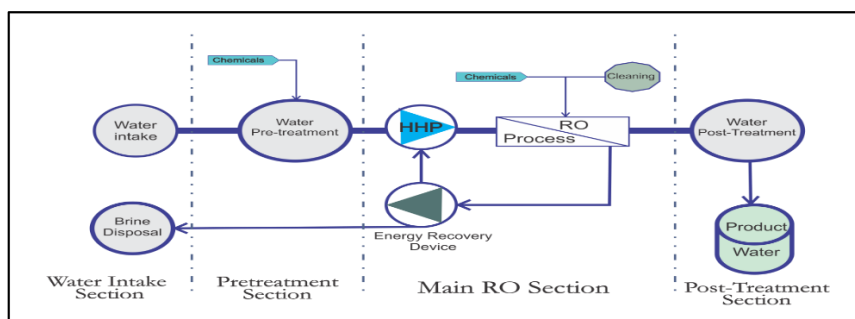 Chemicals
Chemicals
Cleaning
Water
intake
Water
Pre-treatment
HHP
RO
Process
Water
Post-Treatment
Brine
Disposal
Energy Recovery
Device
Product
Water
Water Intake
Section
Pretreatment
Section
Main RO Section
Post-Treatment
Section